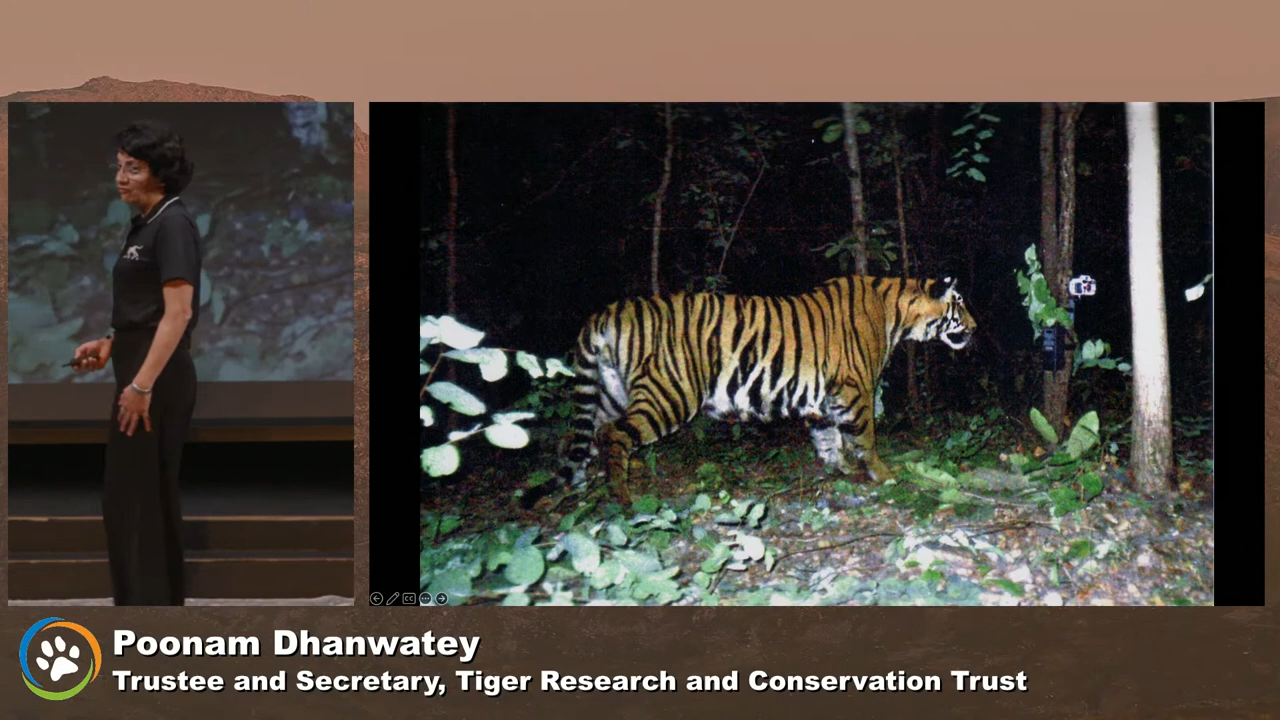 Poonam Dhanwatey
Trustee and Secretary, Tiger Research and Conservation Trust